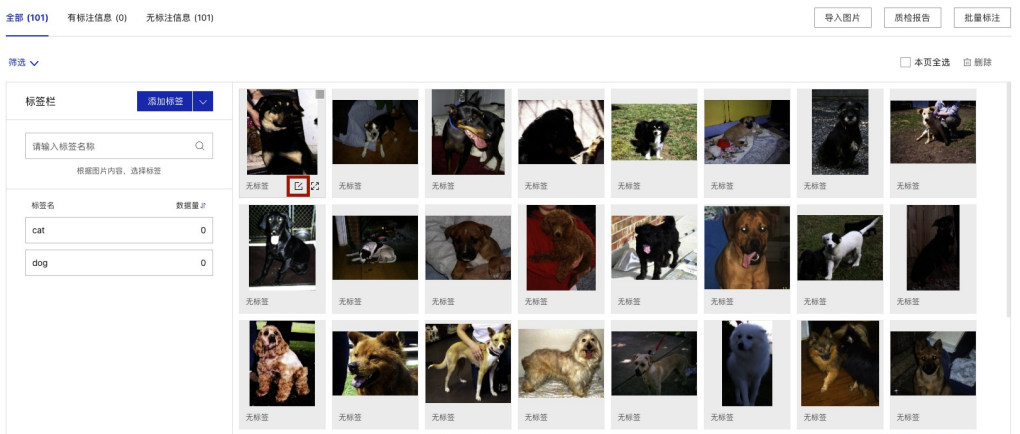 全部 (101) 有标注信息 (0) 无标注信息 (101) 导入图片 质检报告 批量标注
筛选 本页全选 删除
标签栏 添加标签
请输入标签名称
根据图片内容，选择标签
标签名 数据量
cat 0
dog 0
无标签 无标签 无标签 无标签 无标签 无标签 无标签 无标签
无标签 无标签 无标签 无标签 无标签 无标签 无标签 无标签
无标签 无标签 无标签 无标签 无标签 无标签 无标签 无标签